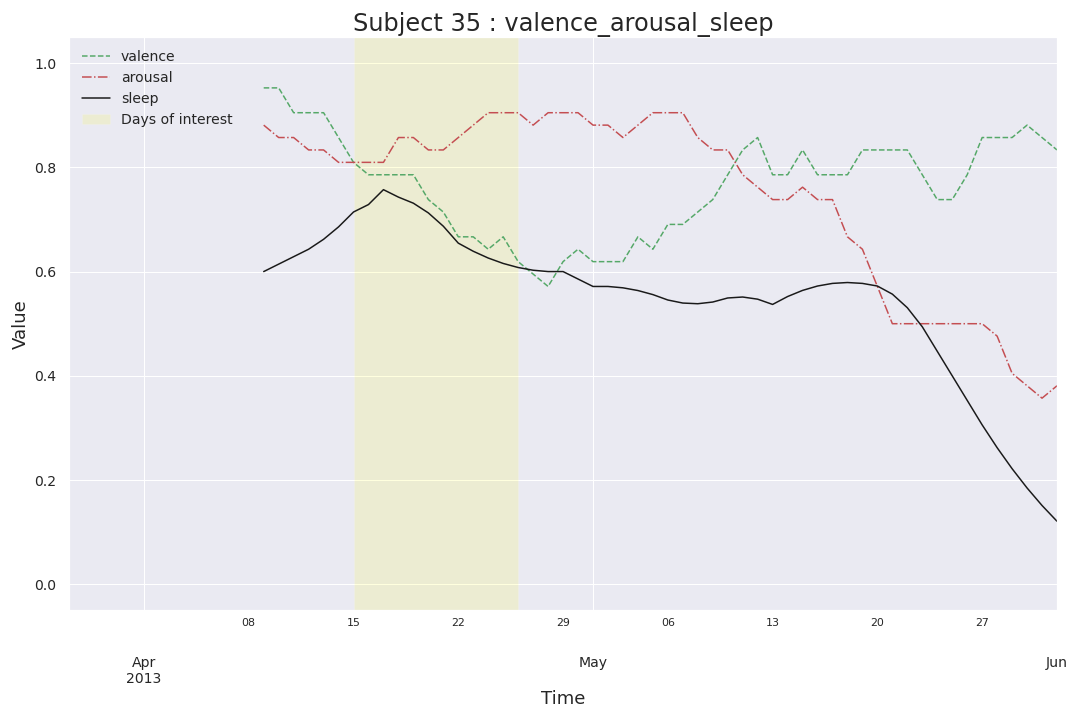 Subject 35 : valence_arousal_sleep
valence
arousal
sleep
Days of interest
1.0
0.8
0.6
0.4
0.2
0.0
Value
08 15 22 29 06 13 20 27
Apr May Jun
2013
Time